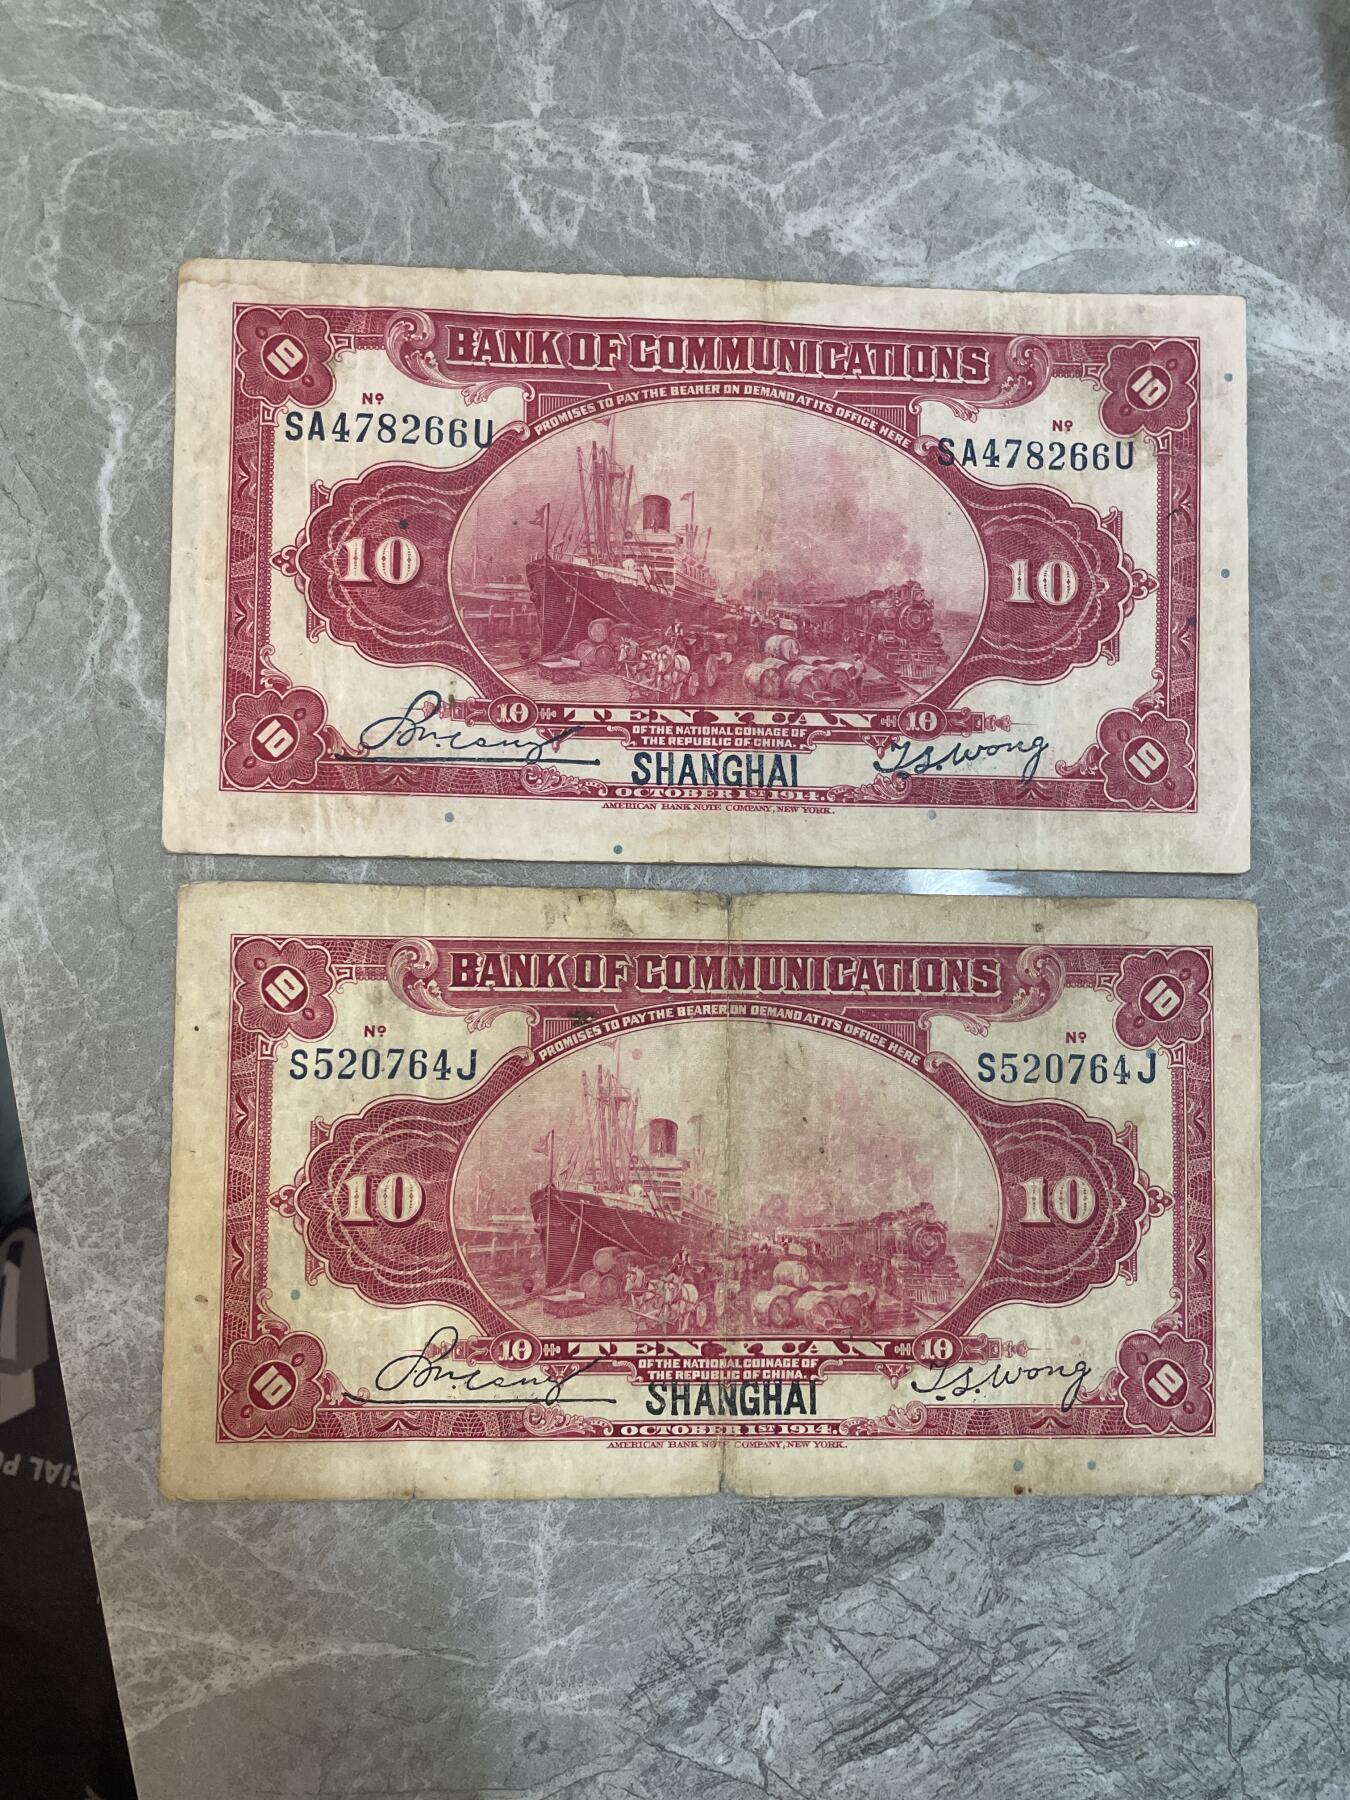 10 BANK OF COMMUNICATIONS 10
PROMISES TO PAY THE BEARER ON DEMAND AT ITS OFFICE HERE
Nº Nº
SA478266U SA478266U
10 10
10 TEN YUAN 10
OF THE NATIONAL COINAGE OF
THE REPUBLIC OF CHINA.
T.S.Wong
10 SHANGHAI 10
OCTOBER 1ST 1914.
AMERICAN BANK NOTE COMPANY, NEW YORK.
10 BANK OF COMMUNICATIONS 10
PROMISES TO PAY THE BEARER ON DEMAND AT ITS OFFICE HERE
Nº Nº
S520764J S520764J
10 10
10 TEN YUAN 10
OF THE NATIONAL COINAGE OF
THE REPUBLIC OF CHINA.
T.S.Wong
10 SHANGHAI 10
OCTOBER 1ST 1914.
AMERICAN BANK NOTE COMPANY, NEW YORK.